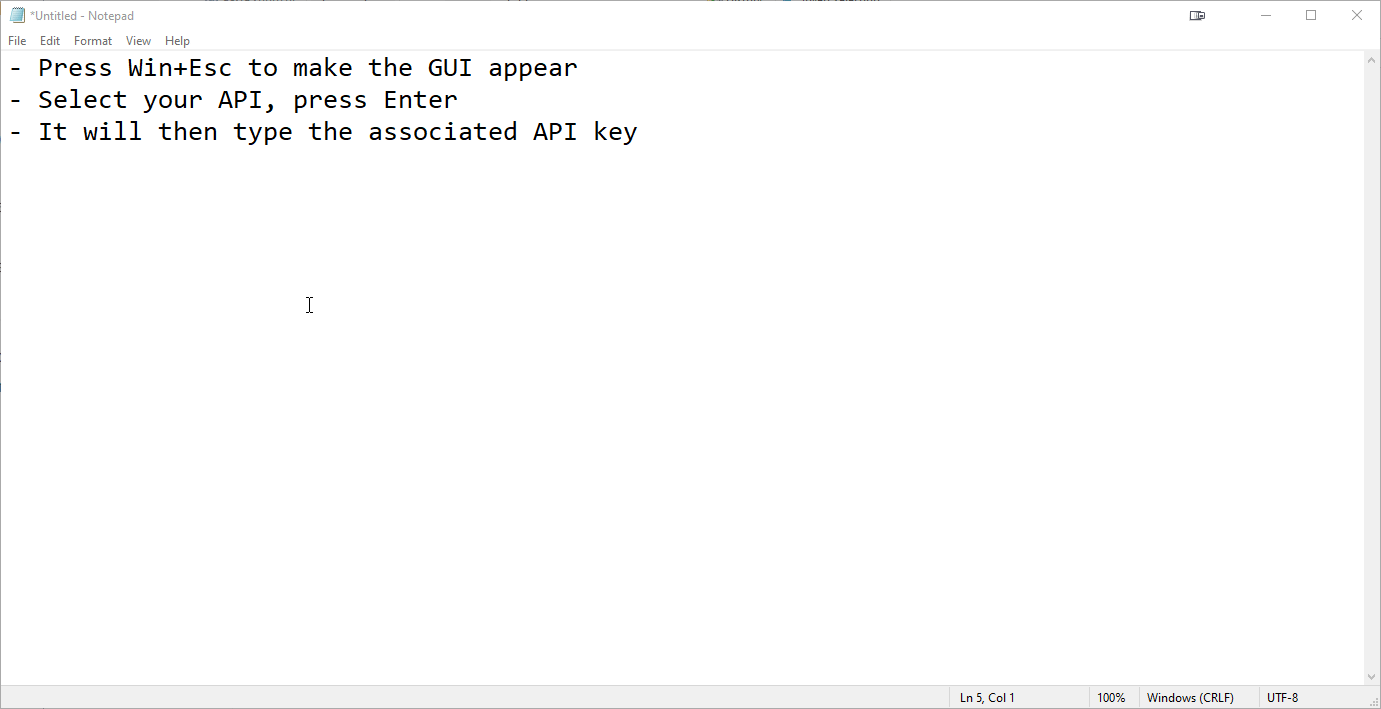 *Untitled - Notepad
File Edit Format View Help
- Press Win+Esc to make the GUI appear
- Select your API, press Enter
- It will then type the associated API key
Ln 5, Col 1 100% Windows (CRLF) UTF-8